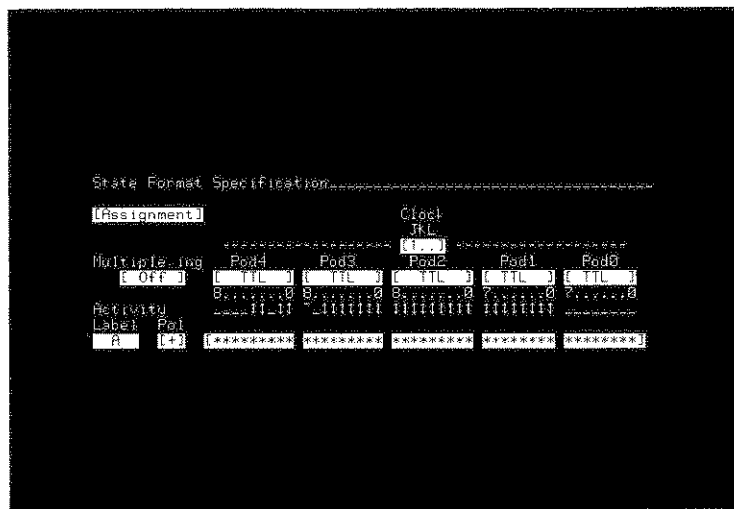 State Format Specification
[Assignment]
Clock
JKL
Multiplexing Pod4 Pod3 Pod2 Pod1 Pod0
[ Off ] [ TTL ] [ TTL ] [ TTL ] [ TTL ] [ TTL ]
8......0 8......0 8......0 7......0 7......0
Activity
Label Pol
A [+] [********* ********* ********* ******** ********]